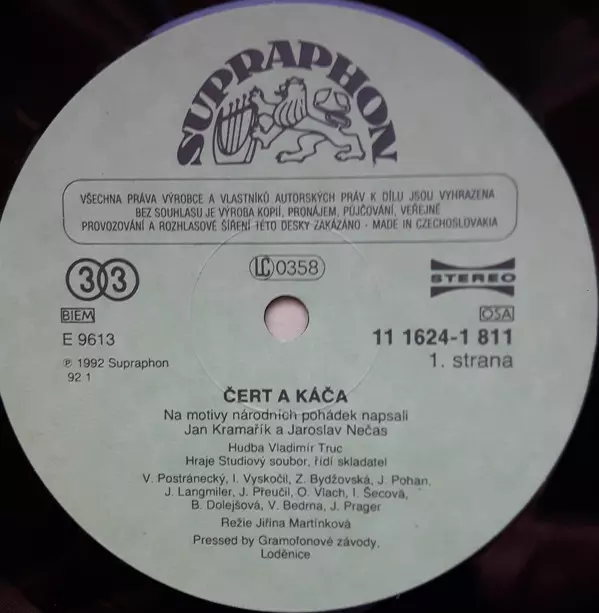 SUPRAPHON
VŠECHNA PRÁVA VÝROBCE A VLASTNÍKŮ AUTORSKÝCH PRÁV K DÍLU JSOU VYHRAZENA
BEZ SOUHLASU JE VÝROBA KOPIÍ, PRONÁJEM, PŮJČOVÁNÍ, VEŘEJNÉ
PROVOZOVÁNÍ A ROZHLASOVÉ ŠÍŘENÍ TÉTO DESKY ZAKÁZÁNO · MADE IN CZECHOSLOVAKIA
33
LC 0358
STEREO
BIEM
OSA
E 9613
11 1624-1 811
℗ 1992 Supraphon
1. strana
92 1
ČERT A KÁČA
Na motivy národních pohádek napsali
Jan Kramařík a Jaroslav Nečas
Hudba Vladimír Truc
Hraje Studiový soubor, řídí skladatel
V. Postránecký, I. Vyskočil, Z. Bydžovská, J. Pohan,
J. Langmiler, J. Přeučil, O. Vlach, I. Šecová,
B. Dolejšová, V. Bedrna, J. Prager
Režie Jiřina Martínková
Pressed by Gramofonové závody,
Loděnice